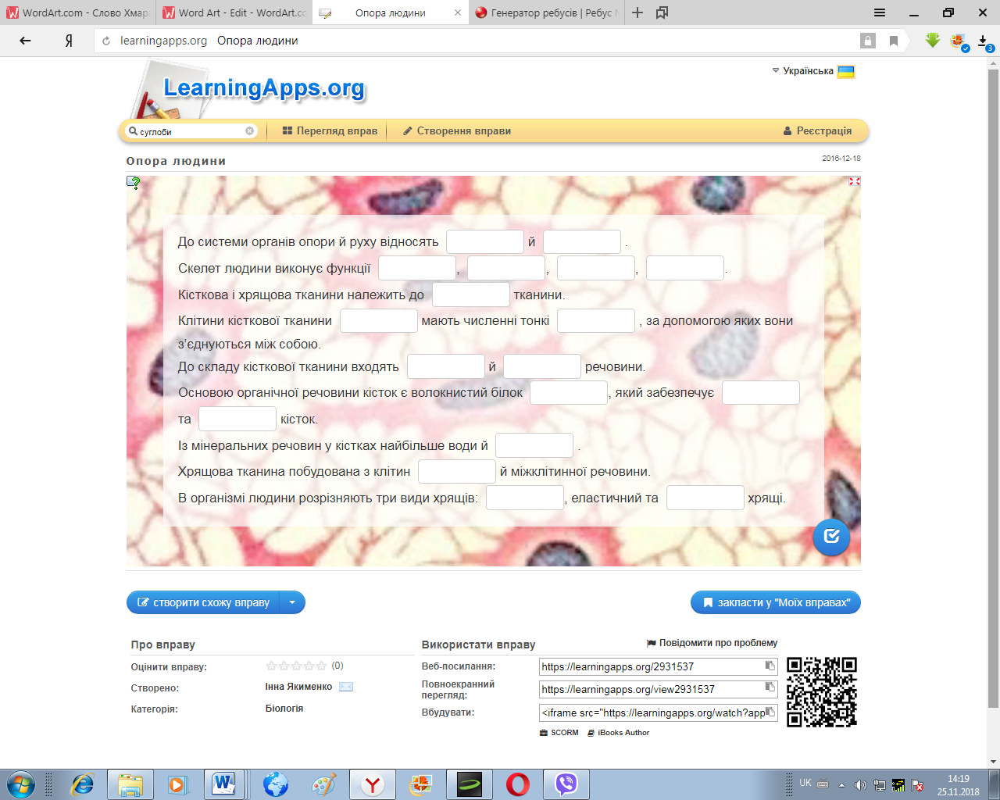 WordArt.com - Слово Хмар
Word Art - Edit - WordArt.co
Опора людини
Генератор ребусів | Ребус
Я
learningapps.org Опора людини
3
LearningApps.org
Українська
суглоби
Перегляд вправ
Створення вправи
Реєстрація
Опора людини
2016-12-18
До системи органів опори й руху відносять й .
Скелет людини виконує функції , , , .
Кісткова і хрящова тканини належить до тканини.
Клітини кісткової тканини мають численні тонкі , за допомогою яких вони
з'єднуються між собою.
До складу кісткової тканини входять й речовини.
Основою органічної речовини кісток є волокнистий білок , який забезпечує
та кісток.
Із мінеральних речовин у кістках найбільше води й .
Хрящова тканина побудована з клітин й міжклітинної речовини.
В організмі людини розрізняють три види хрящів: , еластичний та хрящі.
створити схожу вправу
закласти у "Моїх вправах"
Про вправу
Оцінити вправу: (0)
Створено: Інна Якименко
Категорія: Біологія
Використати вправу
Повідомити про проблему
Веб-посилання: https://learningapps.org/2931537
Повноекранний
перегляд: https://learningapps.org/view2931537
Вбудувати: <iframe src="https://learningapps.org/watch?app
SCORM iBooks Author
UK
14:19
25.11.2018